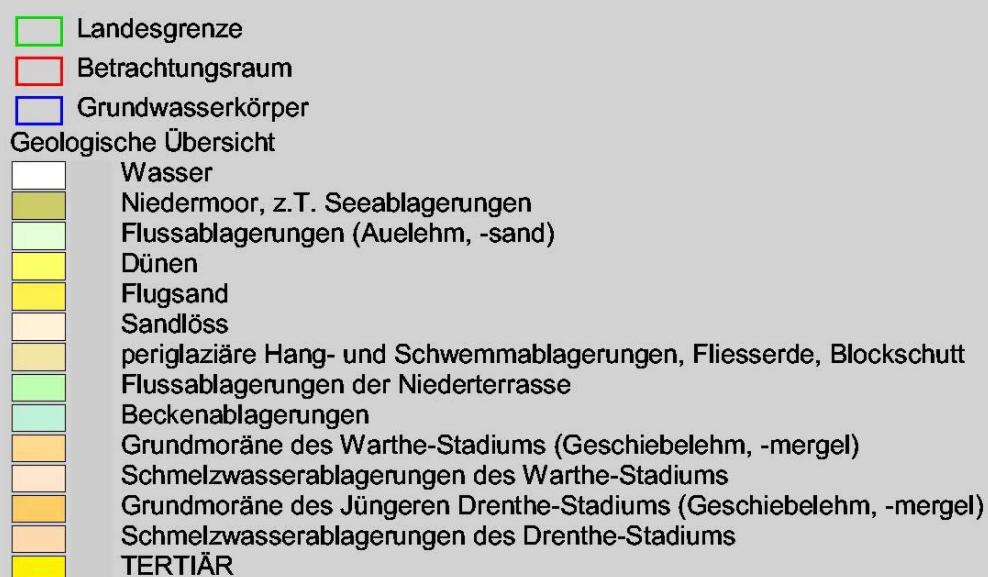 Landesgrenze
Betrachtungsraum
Grundwasserkörper
Geologische Übersicht
Wasser
Niedermoor, z.T. Seeablagerungen
Flussablagerungen (Auelehm, -sand)
Dünen
Flugsand
Sandlöss
periglaziäre Hang- und Schwemmablagerungen, Fliesserde, Blockschutt
Flussablagerungen der Niederterrasse
Beckenablagerungen
Grundmoräne des Warthe-Stadiums (Geschiebelehm, -mergel)
Schmelzwasserablagerungen des Warthe-Stadiums
Grundmoräne des Jüngeren Drenthe-Stadiums (Geschiebelehm, -mergel)
Schmelzwasserablagerungen des Drenthe-Stadiums
TERTIÄR